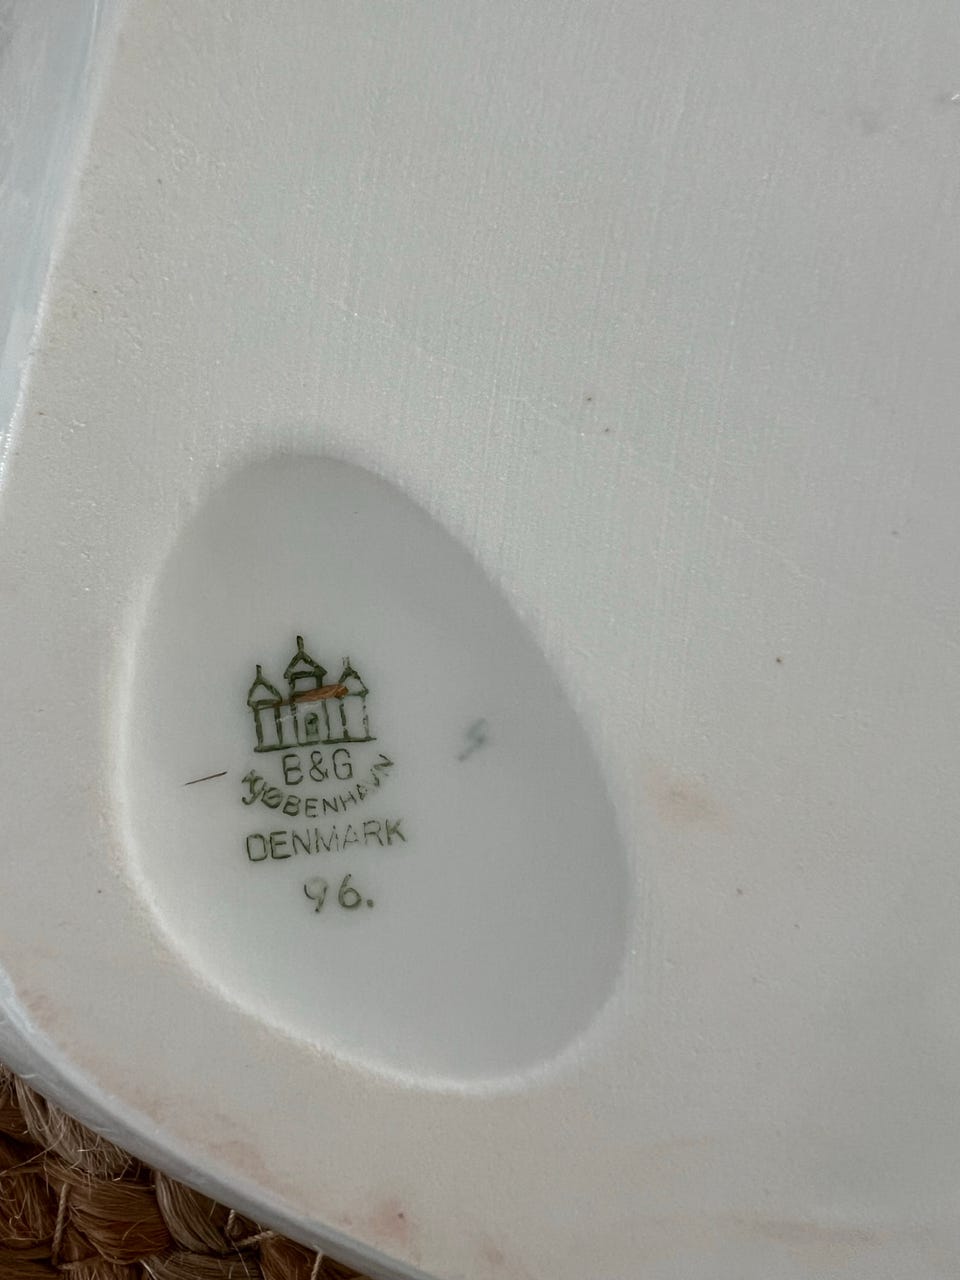 B&G
KJØBENHAVN
DENMARK
96.